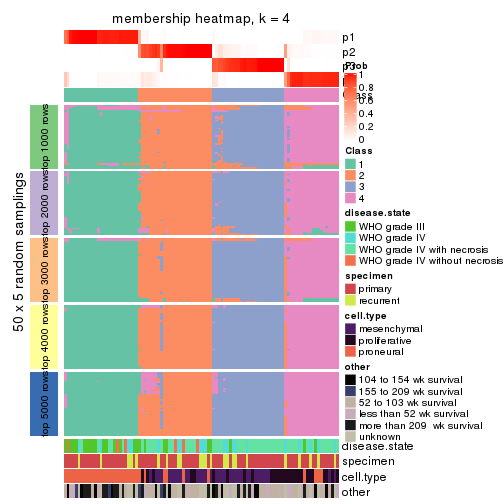 membership heatmap, k = 4
p1
p2
p3
Prob
1
0.8
0.6
0.4
0.2
0
Class
Class
1
2
3
4
disease.state
WHO grade III
WHO grade IV
WHO grade IV with necrosis
WHO grade IV without necrosis
specimen
primary
recurrent
cell.type
mesenchymal
proliferative
proneural
other
104 to 154 wk survival
155 to 209 wk survival
52 to 103 wk survival
less than 52 wk survival
more than 209 wk survival
unknown
50 x 5 random samplings
top 1000 rows
top 2000 rows
top 3000 rows
top 4000 rows
top 5000 rows
disease.state
specimen
cell.type
other